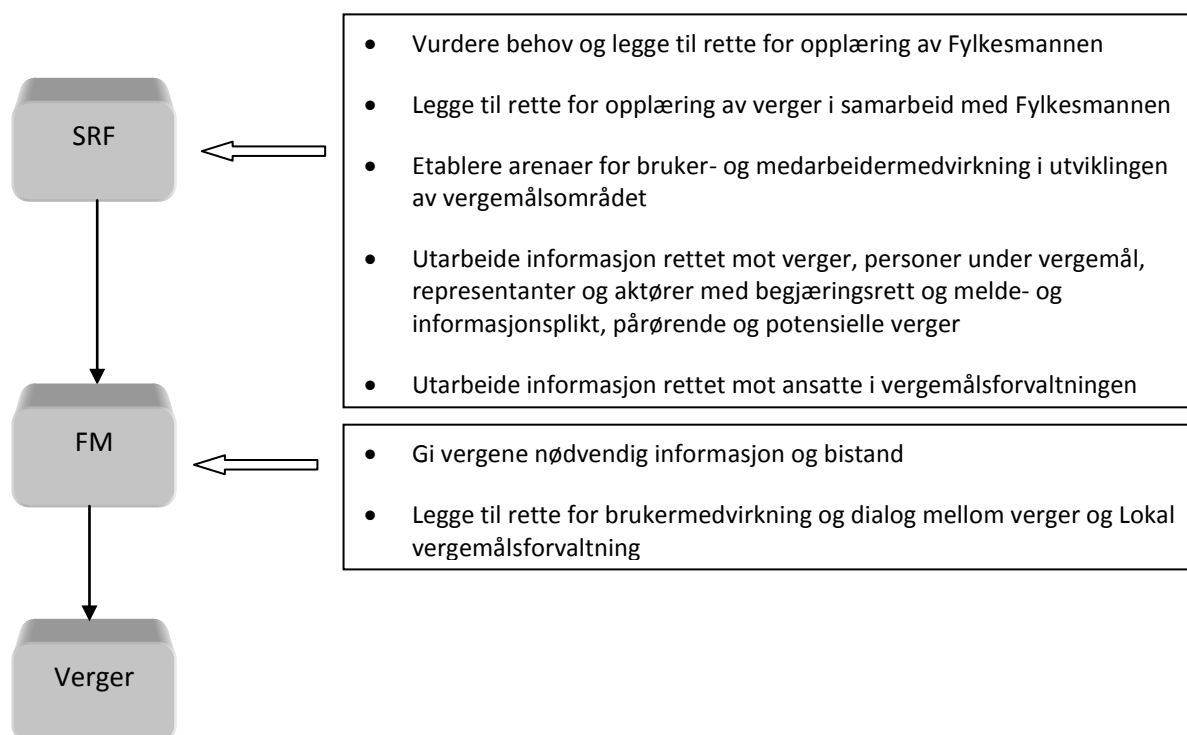 SRF
• Vurdere behov og legge til rette for opplæring av Fylkesmannen
• Legge til rette for opplæring av verger i samarbeid med Fylkesmannen
• Etablere arenaer for bruker- og medarbeidermedvirkning i utviklingen
av vergemålsområdet
• Utarbeide informasjon rettet mot verger, personer under vergemål,
representanter og aktører med begjæringsrett og melde- og
informasjonsplikt, pårørende og potensielle verger
• Utarbeide informasjon rettet mot ansatte i vergemålsforvaltningen
FM
• Gi vergene nødvendig informasjon og bistand
• Legge til rette for brukermedvirkning og dialog mellom verger og Lokal
vergemålsforvaltning
Verger